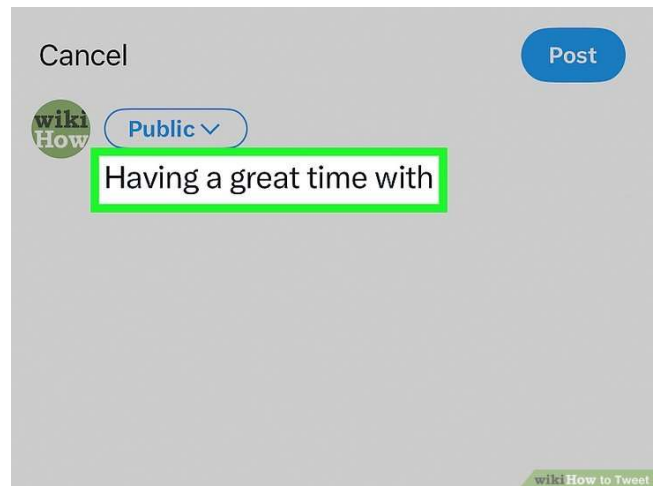 Cancel
Post
wiki
How
Public
Having a great time with
wikiHow to Tweet